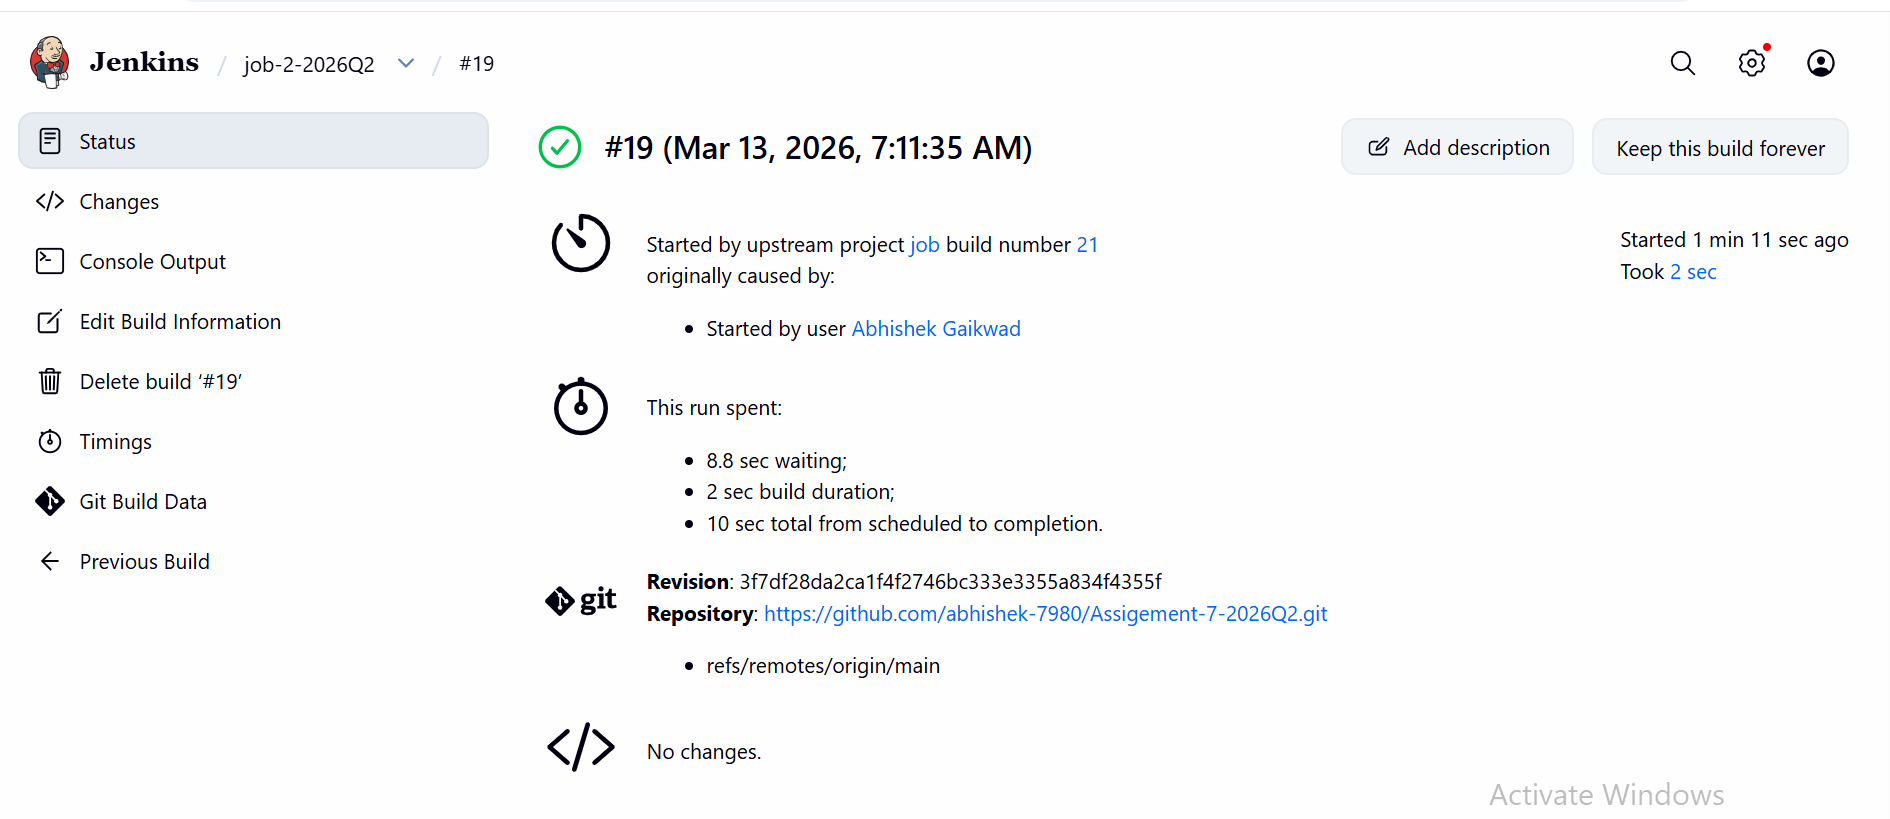 Jenkins / job-2-2026Q2 / #19
Status
Changes
Console Output
Edit Build Information
Delete build ‘#19’
Timings
Git Build Data
Previous Build
#19 (Mar 13, 2026, 7:11:35 AM)
Add description
Keep this build forever
Started by upstream project job build number 21
originally caused by:
• Started by user Abhishek Gaikwad
Started 1 min 11 sec ago
Took 2 sec
This run spent:
• 8.8 sec waiting;
• 2 sec build duration;
• 10 sec total from scheduled to completion.
git
Revision: 3f7df28da2ca1f4f2746bc333e3355a834f4355f
Repository: https://github.com/abhishek-7980/Assigement-7-2026Q2.git
• refs/remotes/origin/main
No changes.
Activate Windows